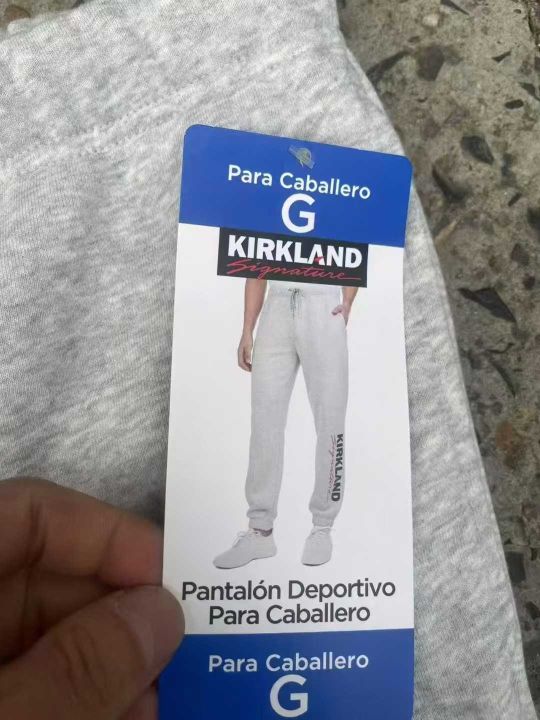 Para Caballero
G
KIRKLAND
Signature
KIRKLAND
Signature
Pantalón Deportivo
Para Caballero
Para Caballero
G